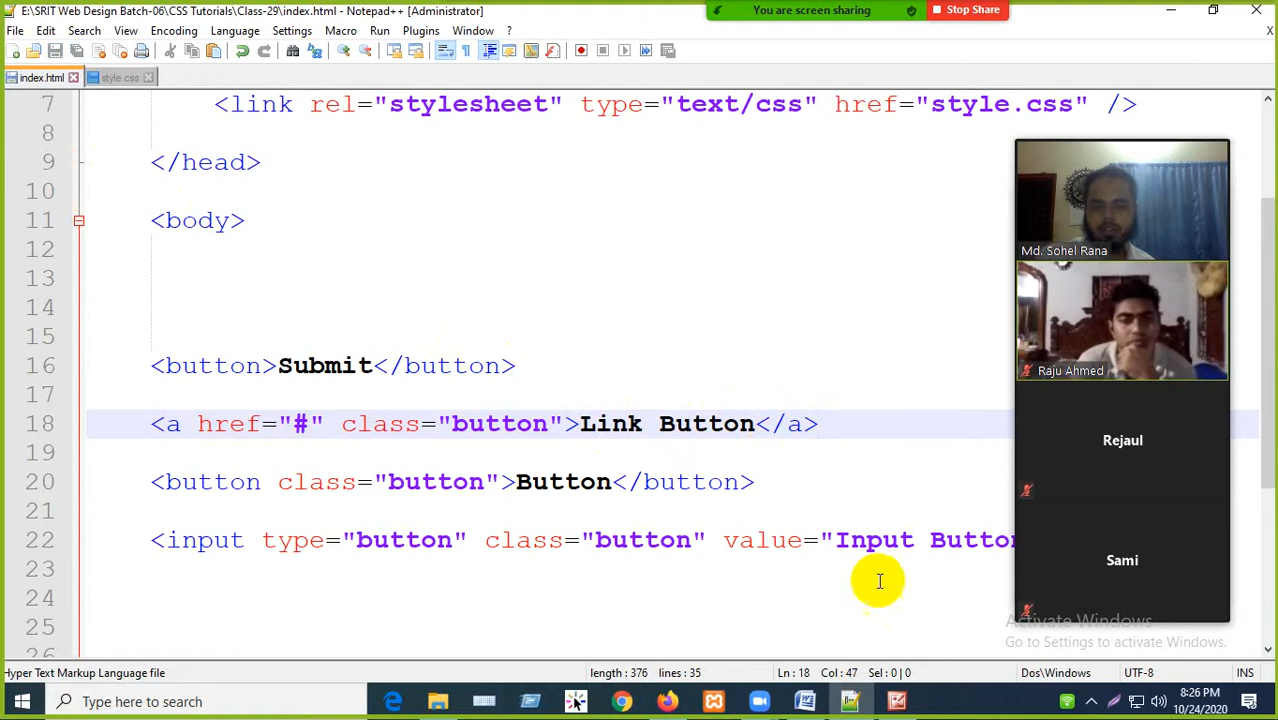 E:\SRIT Web Design Batch-06\CSS Tutorials\Class-29\index.html - Notepad++ [Administrator]
You are screen sharing
Stop Share
File Edit Search View Encoding Language Settings Macro Run Plugins Window ? X
index.html style.css
7 <link rel="stylesheet" type="text/css" href="style.css" />
8
9 </head>
10
11 <body>
12
13
14
15
16 <button>Submit</button>
17
18 <a href="#" class="button">Link Button</a>
19
20 <button class="button">Button</button>
21
22 <input type="button" class="button" value="Input Button
23
24
25
26
Md. Sohel Rana
Raju Ahmed
Rejaul
Sami
Activate Windows
Go to Settings to activate Windows.
Hyper Text Markup Language file length : 376 lines : 35 Ln : 18 Col : 47 Sel : 0 | 0 Dos\Windows UTF-8 INS
Type here to search
8:26 PM
10/24/2020